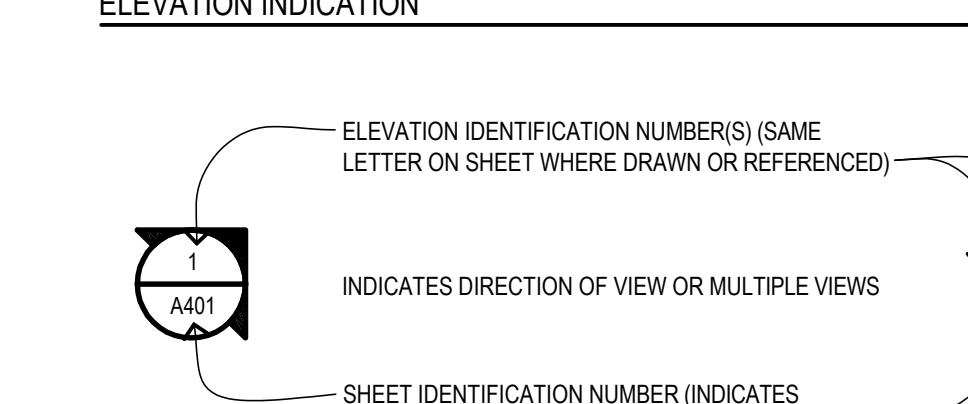 ELEVATION INDICATION
ELEVATION IDENTIFICATION NUMBER(S) (SAME
LETTER ON SHEET WHERE DRAWN OR REFERENCED)
1
A401
INDICATES DIRECTION OF VIEW OR MULTIPLE VIEWS
SHEET IDENTIFICATION NUMBER (INDICATES